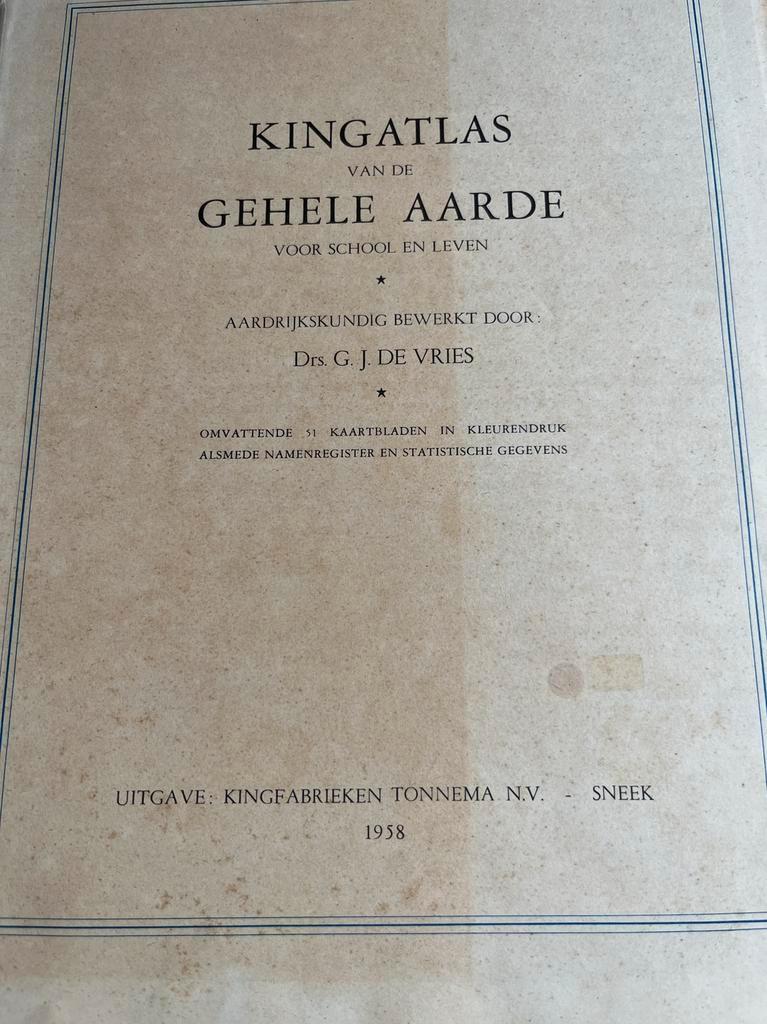 KINGATLAS
VAN DE
GEHELE AARDE
VOOR SCHOOL EN LEVEN
★
AARDRIJKSKUNDIG BEWERKT DOOR:
Drs. G. J. DE VRIES
★
OMVATTENDE 51 KAARTBLADEN IN KLEURENDRUK
ALSMEDE NAMENREGISTER EN STATISTISCHE GEGEVENS
UITGAVE: KINGFABRIEKEN TONNEMA N.V. - SNEEK
1958